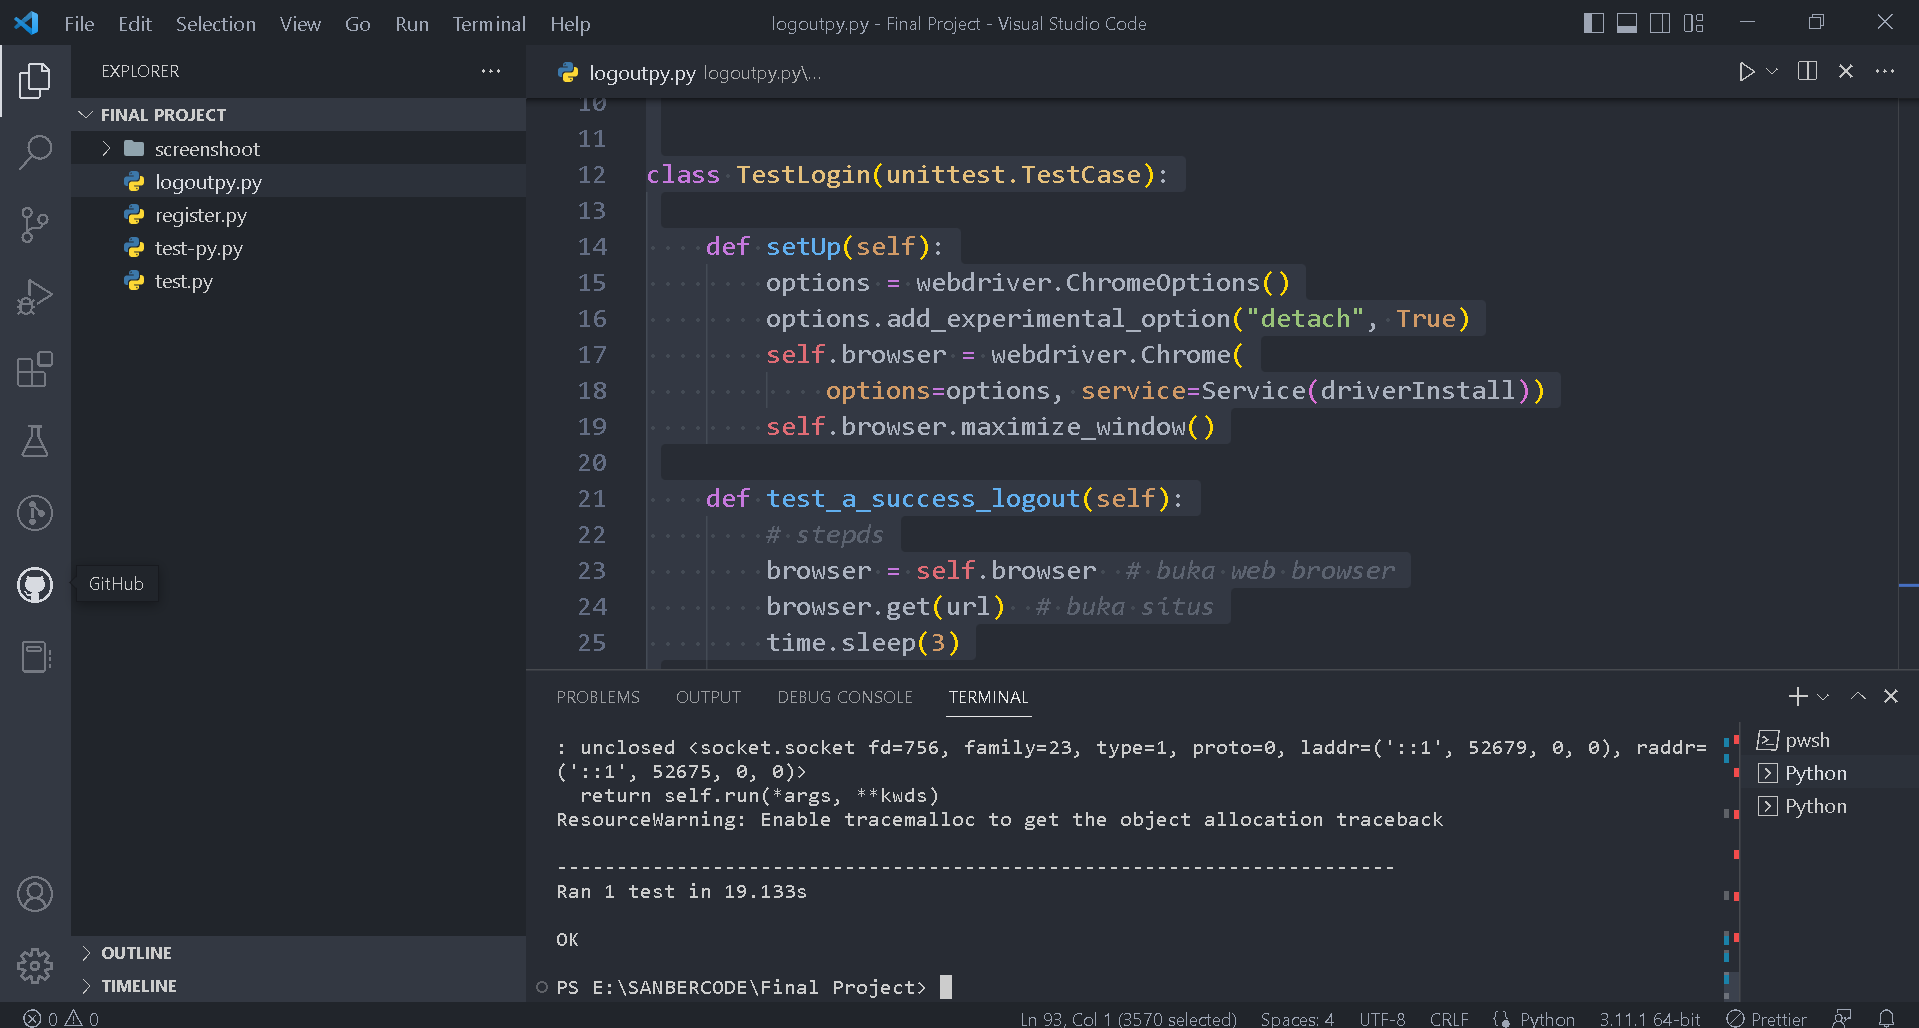 File Edit Selection View Go Run Terminal Help
logoutpy.py - Final Project - Visual Studio Code
EXPLORER
FINAL PROJECT
screenshoot
logoutpy.py
register.py
test-py.py
test.py
GitHub
OUTLINE
TIMELINE
logoutpy.py logoutpy.py\...
10
11
12 class TestLogin(unittest.TestCase):
13
14 def setUp(self):
15 options = webdriver.ChromeOptions()
16 options.add_experimental_option("detach", True)
17 self.browser = webdriver.Chrome(
18 options=options, service=Service(driverInstall))
19 self.browser.maximize_window()
20
21 def test_a_success_logout(self):
22 # stepds
23 browser = self.browser # buka web browser
24 browser.get(url) # buka situs
25 time.sleep(3)
PROBLEMS OUTPUT DEBUG CONSOLE TERMINAL
: unclosed <socket.socket fd=756, family=23, type=1, proto=0, laddr=('::1', 52679, 0, 0), raddr=
('::1', 52675, 0, 0)>
return self.run(*args, **kwds)
ResourceWarning: Enable tracemalloc to get the object allocation traceback
----------------------------------------------------------------------
Ran 1 test in 19.133s
OK
PS E:\SANBERCODE\Final Project>
pwsh
Python
Python
0 0 Ln 93, Col 1 (3570 selected) Spaces: 4 UTF-8 CRLF Python 3.11.1 64-bit Prettier